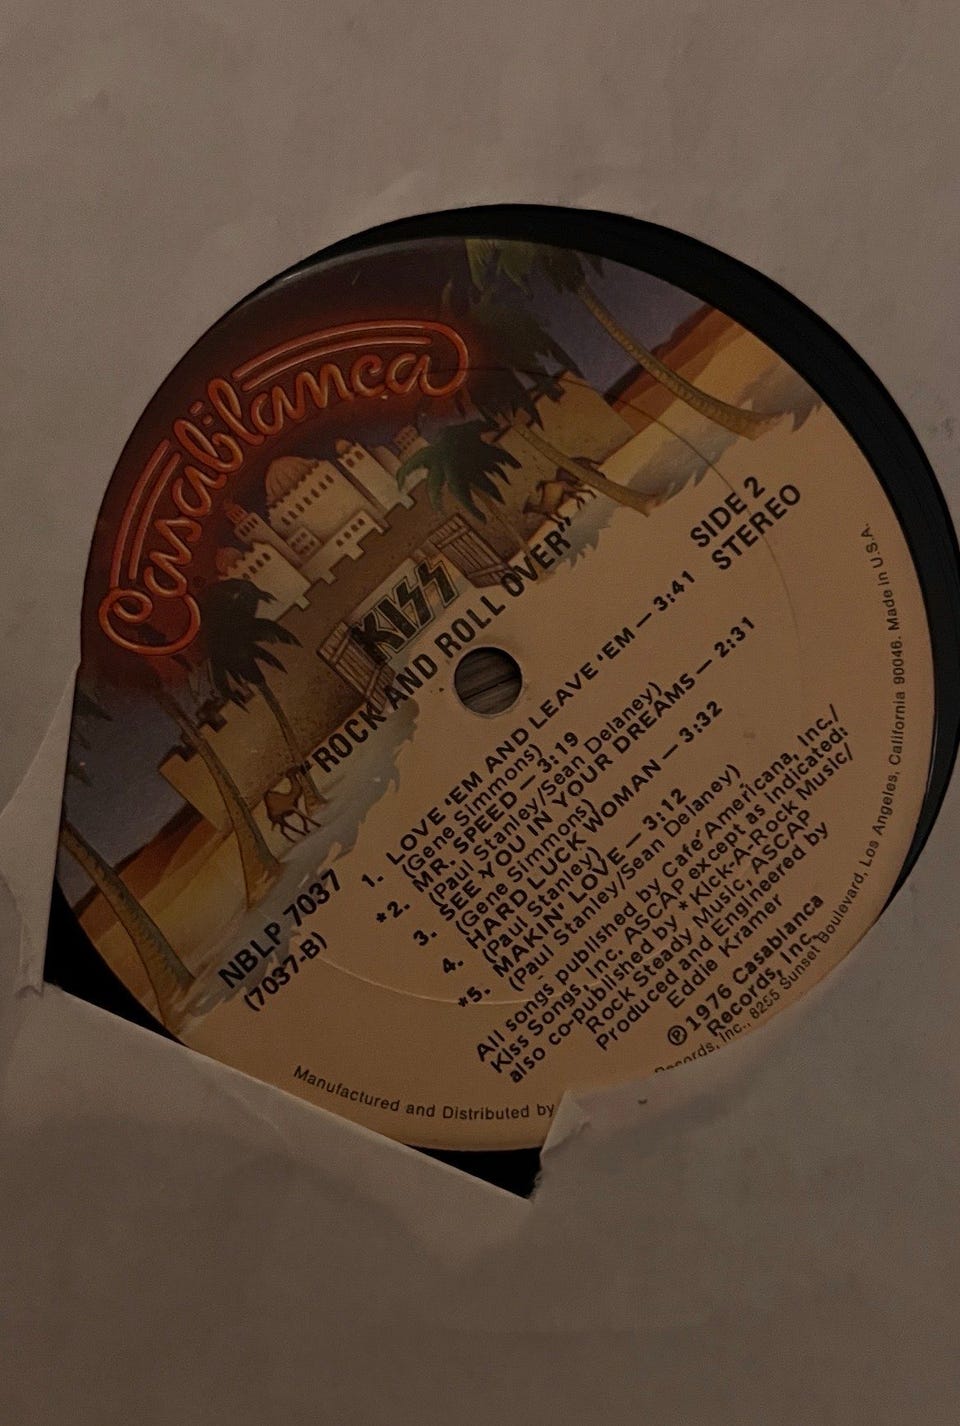 Casablanca
KISS
"ROCK AND ROLL OVER"
SIDE 2
STEREO
NBLP 7037
(7037-B)
1. LOVE 'EM AND LEAVE 'EM — 3:41
(Gene Simmons)
*2. MR. SPEED — 3:19
(Paul Stanley/Sean Delaney)
3. SEE YOU IN YOUR DREAMS — 2:31
(Gene Simmons)
4. HARD LUCK WOMAN — 3:32
(Paul Stanley)
*5. MAKIN' LOVE — 3:12
(Paul Stanley/Sean Delaney)
All songs published by Café Americana, Inc./
Kiss Songs, Inc. ASCAP except as indicated:
also co-published by *Kick-A-Rock Music/
Rock Steady Music, ASCAP
Produced and Engineered by
Eddie Kramer
℗ 1976 Casablanca
Records, Inc.
Manufactured and Distributed by
Records, Inc., 8255 Sunset Boulevard, Los Angeles, California 90046. Made in U.S.A.